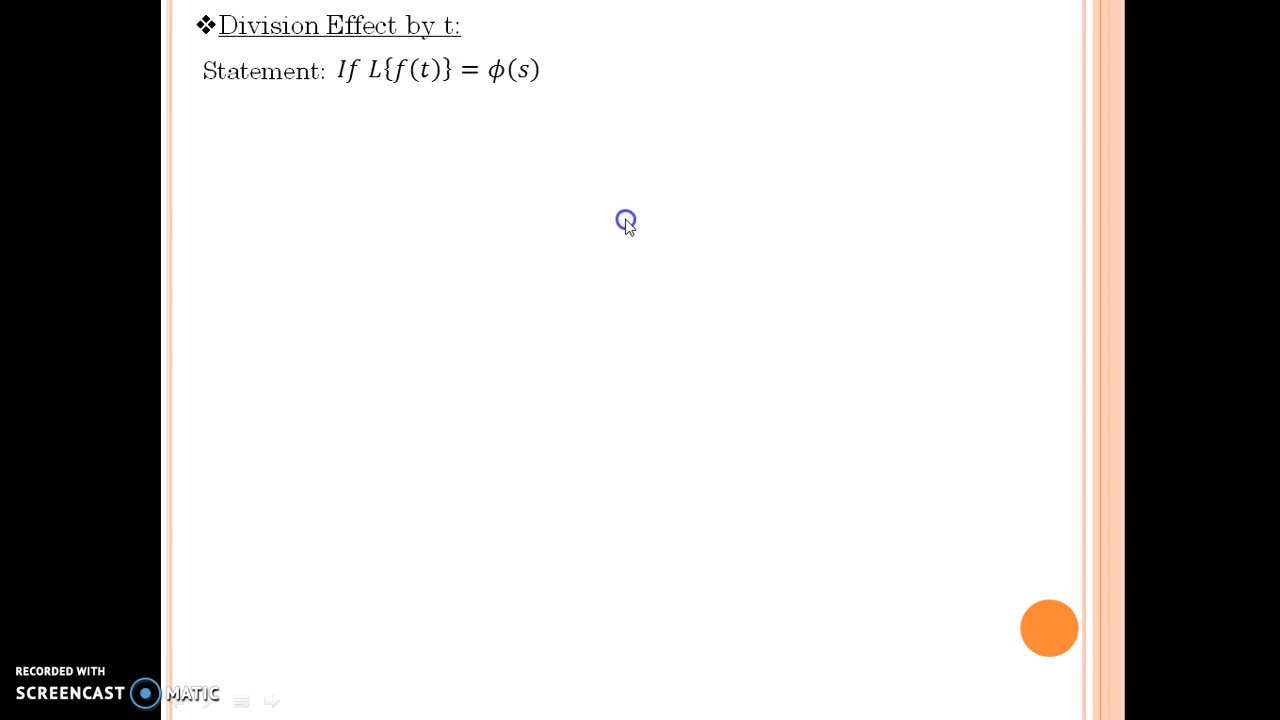 ❖Division Effect by t:
Statement: If L{f(t)} = ϕ(s)
RECORDED WITH
SCREENCAST MATIC